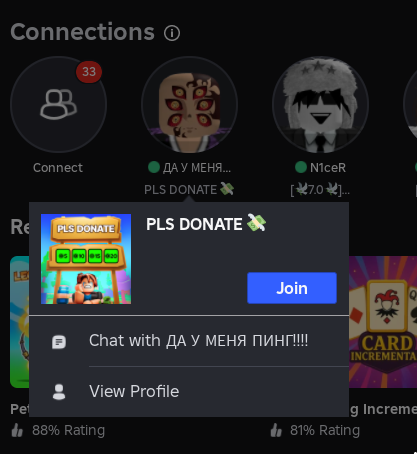 Connections
33
Connect
ДА У МЕНЯ...
N1ceR
PLS DONATE💸
[🕊️7.0🕊️]...
Re
PLS DONATE
5
10
15
20
PLS DONATE💸
Join
Chat with ДА У МЕНЯ ПИНГ!!!!
View Profile
CARD
INCREMENTA
Pet
g Increme
88% Rating
81% Rating